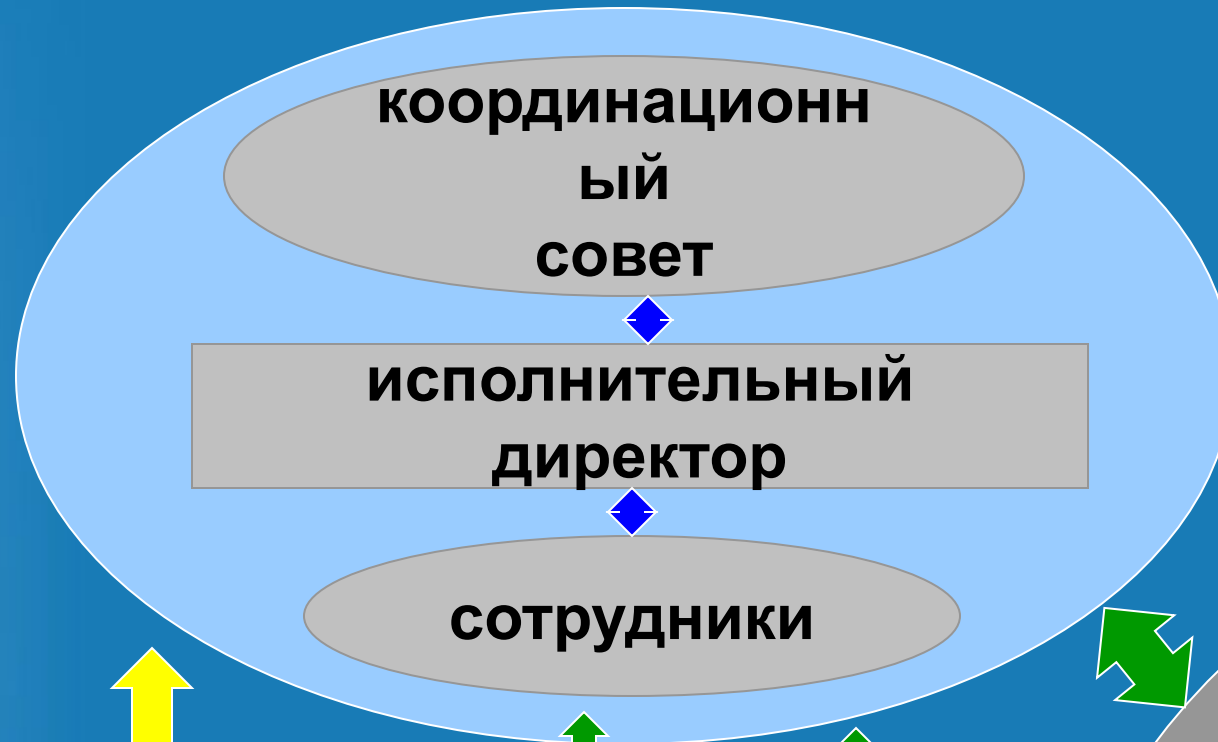 координационн
ый
совет
исполнительный
директор
сотрудники